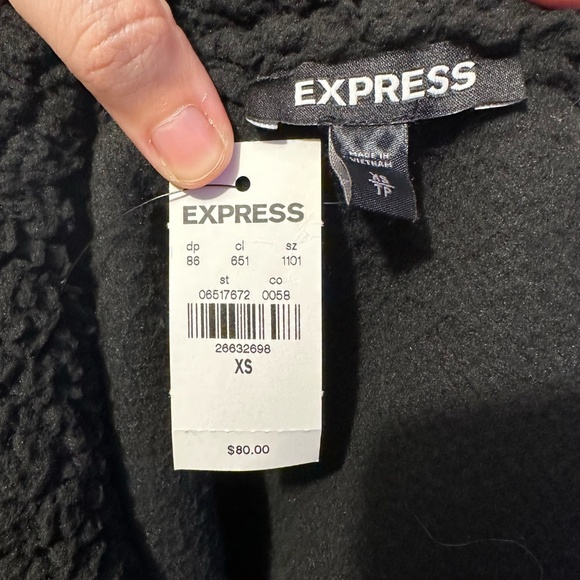 EXPRESS
MADE IN
VIETNAM
XS
TP
EXPRESS
dp cl sz
86 651 1101
st co
06517672 0058
26632698
XS
$80.00